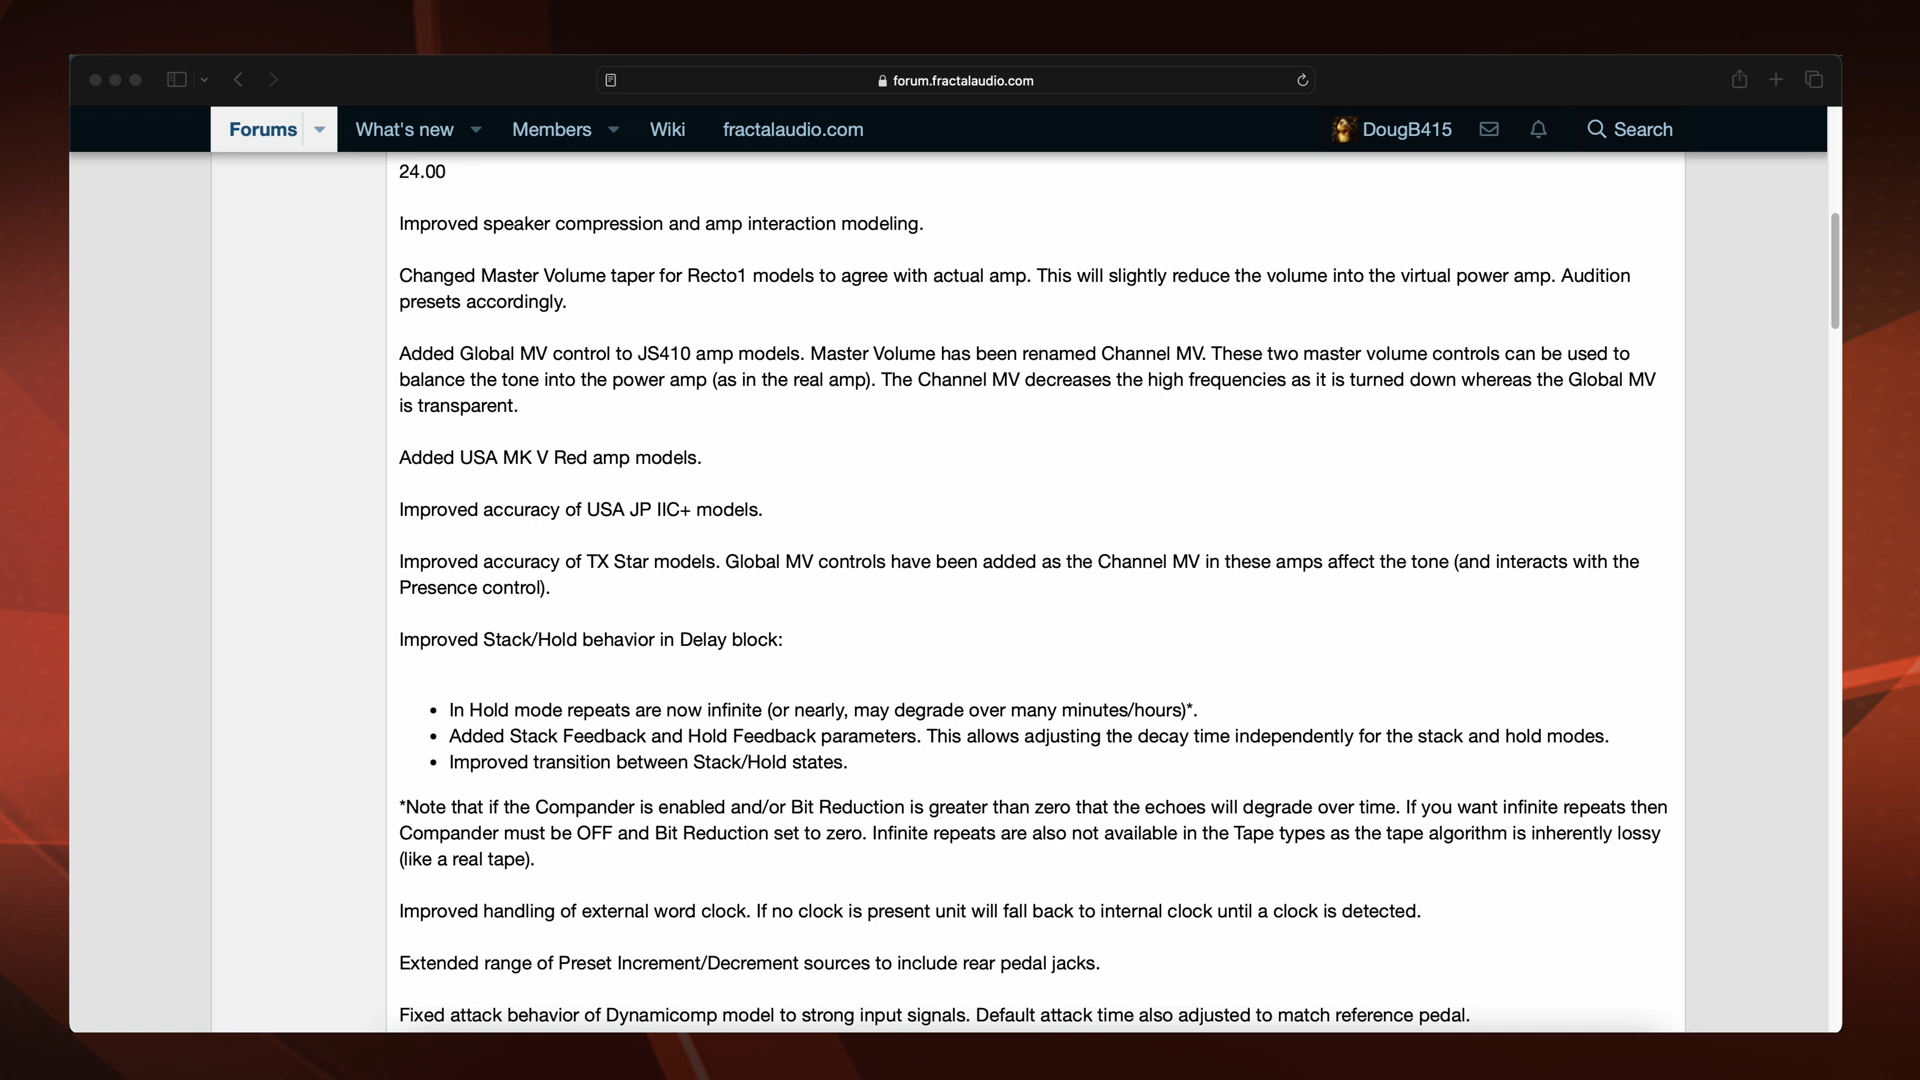 forum.fractalaudio.com
Forums What's new Members Wiki fractalaudio.com DougB415 Search
24.00
Improved speaker compression and amp interaction modeling.
Changed Master Volume taper for Recto1 models to agree with actual amp. This will slightly reduce the volume into the virtual power amp. Audition
presets accordingly.
Added Global MV control to JS410 amp models. Master Volume has been renamed Channel MV. These two master volume controls can be used to
balance the tone into the power amp (as in the real amp). The Channel MV decreases the high frequencies as it is turned down whereas the Global MV
is transparent.
Added USA MK V Red amp models.
Improved accuracy of USA JP IIC+ models.
Improved accuracy of TX Star models. Global MV controls have been added as the Channel MV in these amps affect the tone (and interacts with the
Presence control).
Improved Stack/Hold behavior in Delay block:
• In Hold mode repeats are now infinite (or nearly, may degrade over many minutes/hours)*.
• Added Stack Feedback and Hold Feedback parameters. This allows adjusting the decay time independently for the stack and hold modes.
• Improved transition between Stack/Hold states.
*Note that if the Compander is enabled and/or Bit Reduction is greater than zero that the echoes will degrade over time. If you want infinite repeats then
Compander must be OFF and Bit Reduction set to zero. Infinite repeats are also not available in the Tape types as the tape algorithm is inherently lossy
(like a real tape).
Improved handling of external word clock. If no clock is present unit will fall back to internal clock until a clock is detected.
Extended range of Preset Increment/Decrement sources to include rear pedal jacks.
Fixed attack behavior of Dynamicomp model to strong input signals. Default attack time also adjusted to match reference pedal.